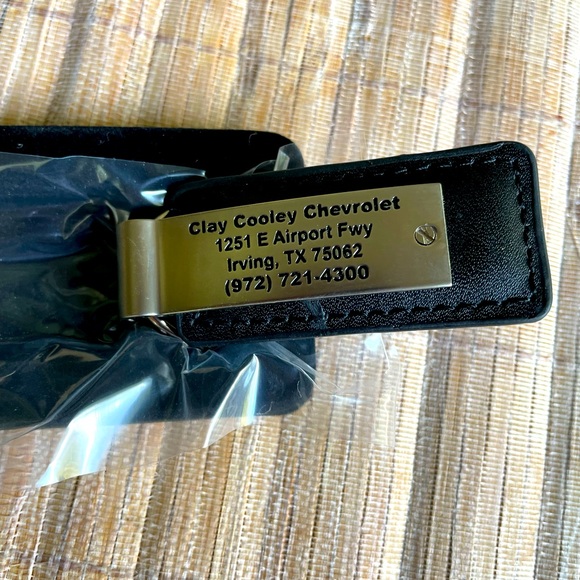 Clay Cooley Chevrolet
1251 E Airport Fwy
Irving, TX 75062
(972) 721-4300